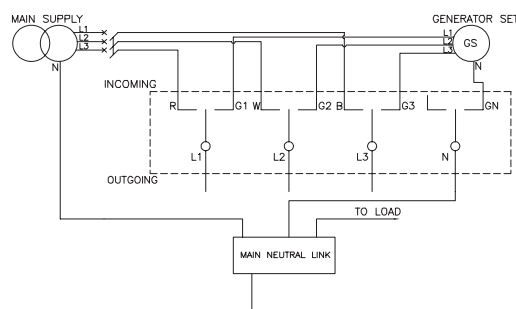 MAIN SUPPLY
GENERATOR SET
L1
L2
L3
N
L1
L2
L3
GS
N
INCOMING
R G1 W G2 B G3 GN
L1 L2 L3 N
OUTGOING
TO LOAD
MAIN NEUTRAL LINK